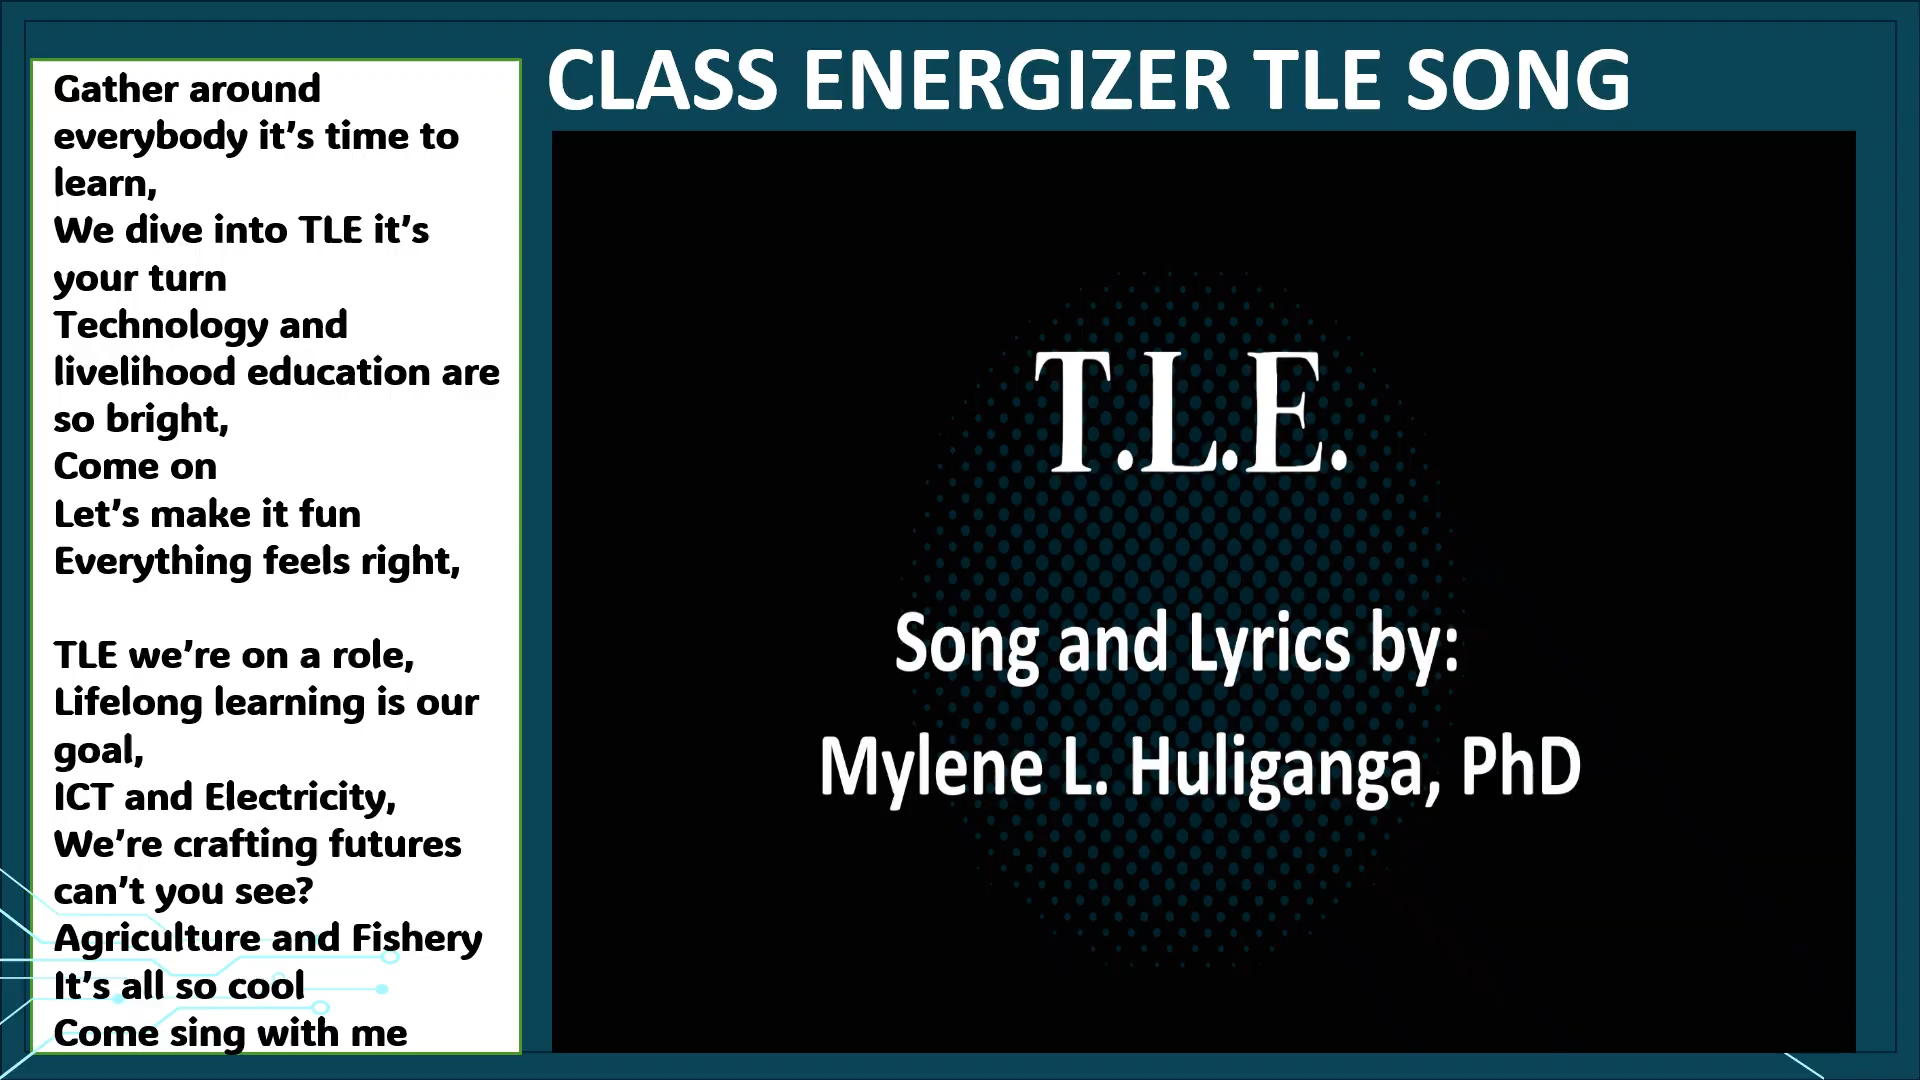 CLASS ENERGIZER TLE SONG
Gather around
everybody it’s time to
learn,
We dive into TLE it’s
your turn
Technology and
livelihood education are
so bright,
Come on
Let’s make it fun
Everything feels right,
TLE we’re on a role,
Lifelong learning is our
goal,
ICT and Electricity,
We’re crafting futures
can’t you see?
Agriculture and Fishery
It’s all so cool
Come sing with me
T.L.E.
Song and Lyrics by:
Mylene L. Huliganga, PhD